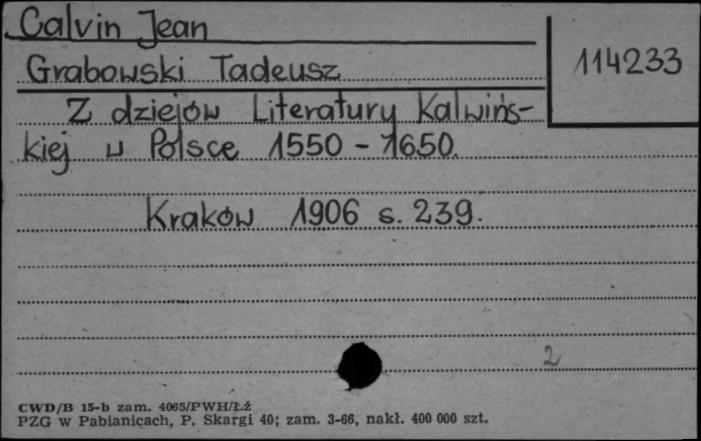 Calvin Jean
114233
Grabowski Tadeusz
Z dziejów Literatury Kalwińs-
kiej w Polsce 1550 - 1650.
Kraków 1906 s. 239.
2
CWD/B 15-b zam. 4065/PWH/Łź
PZG w Pabianicach, P. Skargi 40; zam. 3-66, nakł. 400 000 szt.